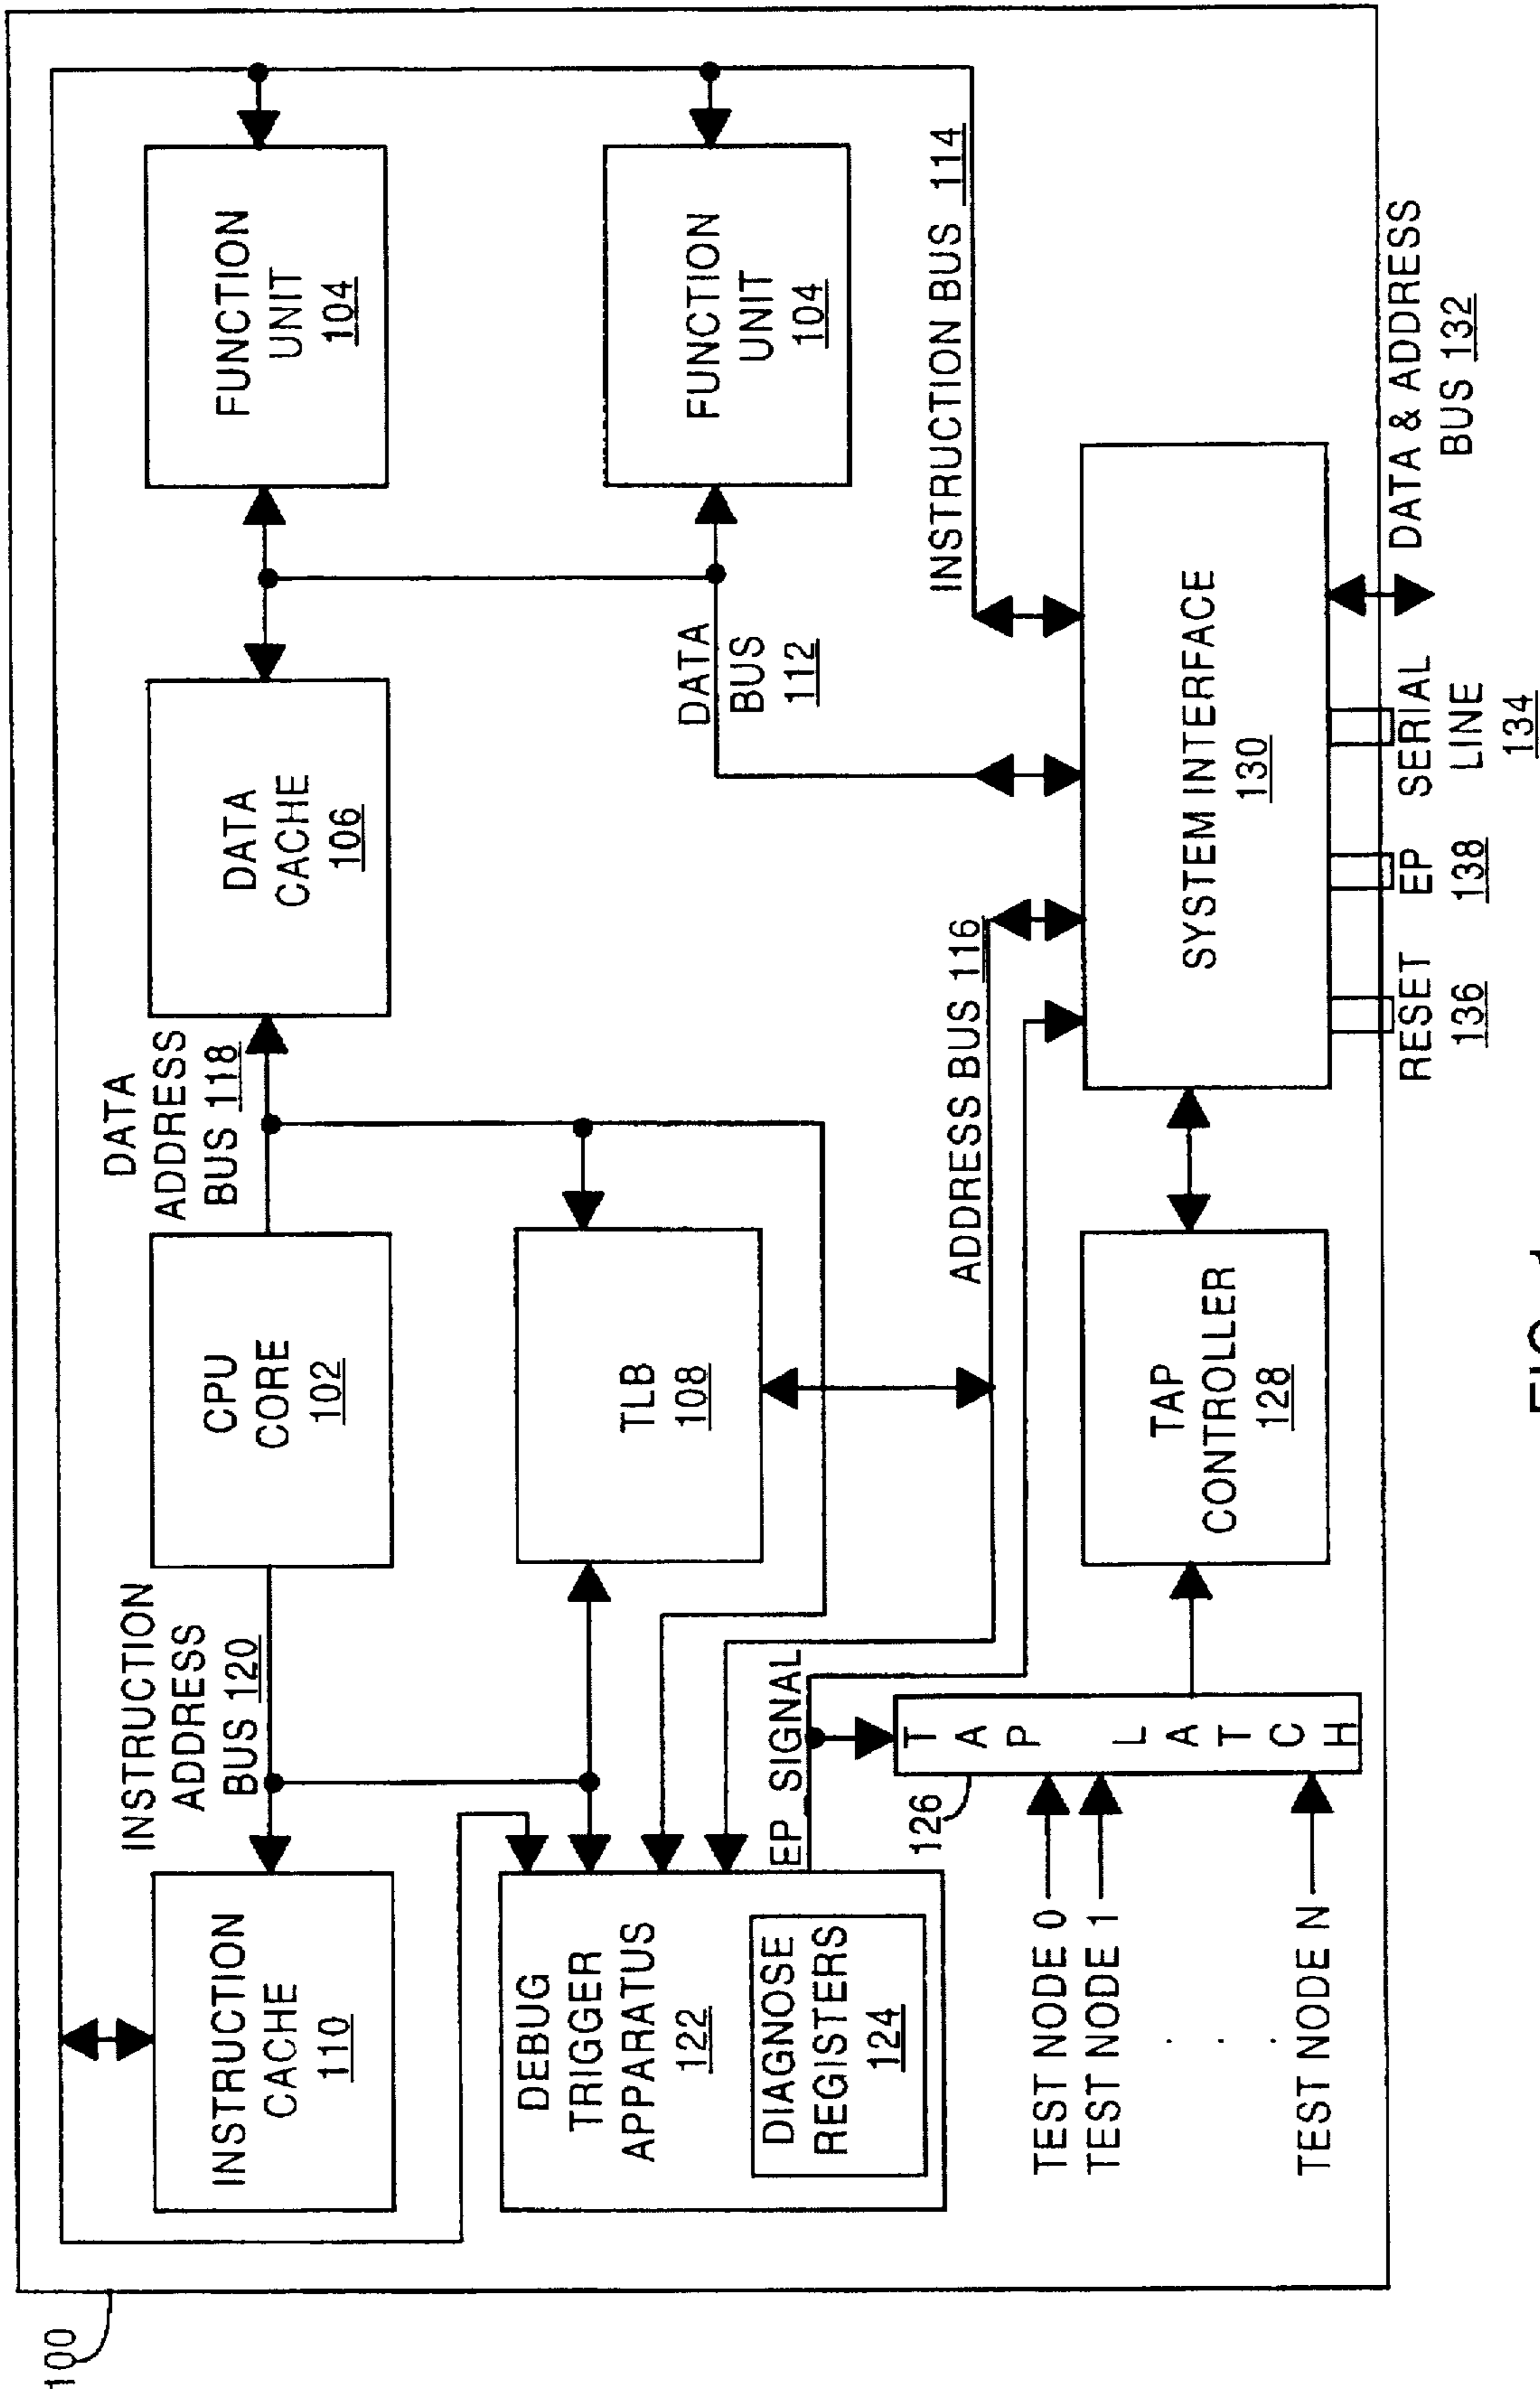 100
INSTRUCTION
CACHE
110
INSTRUCTION
ADDRESS
BUS 120
CPU
CORE
102
DATA
ADDRESS
BUS 118
DATA
CACHE
106
FUNCTION
UNIT
104
DEBUG
TRIGGER
APPARATUS
122
DIAGNOSE
REGISTERS
124
EP SIGNAL
TLB
108
DATA
BUS
112
FUNCTION
UNIT
104
ADDRESS BUS 116
INSTRUCTION BUS 114
126
TEST NODE 0
TEST NODE 1
. . .
TEST NODE N
TAP LATCH
TAP
CONTROLLER
128
SYSTEM INTERFACE
130
RESET
136
EP
138
SERIAL
LINE
134
DATA & ADDRESS
BUS 132